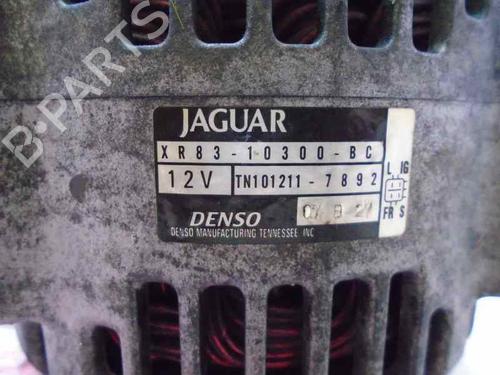 JAGUAR
XR83-10300-BC
12V TN101211-7892
L IG
FR S
DENSO
DENSO MANUFACTURING TENNESSEE INC
B-Parts